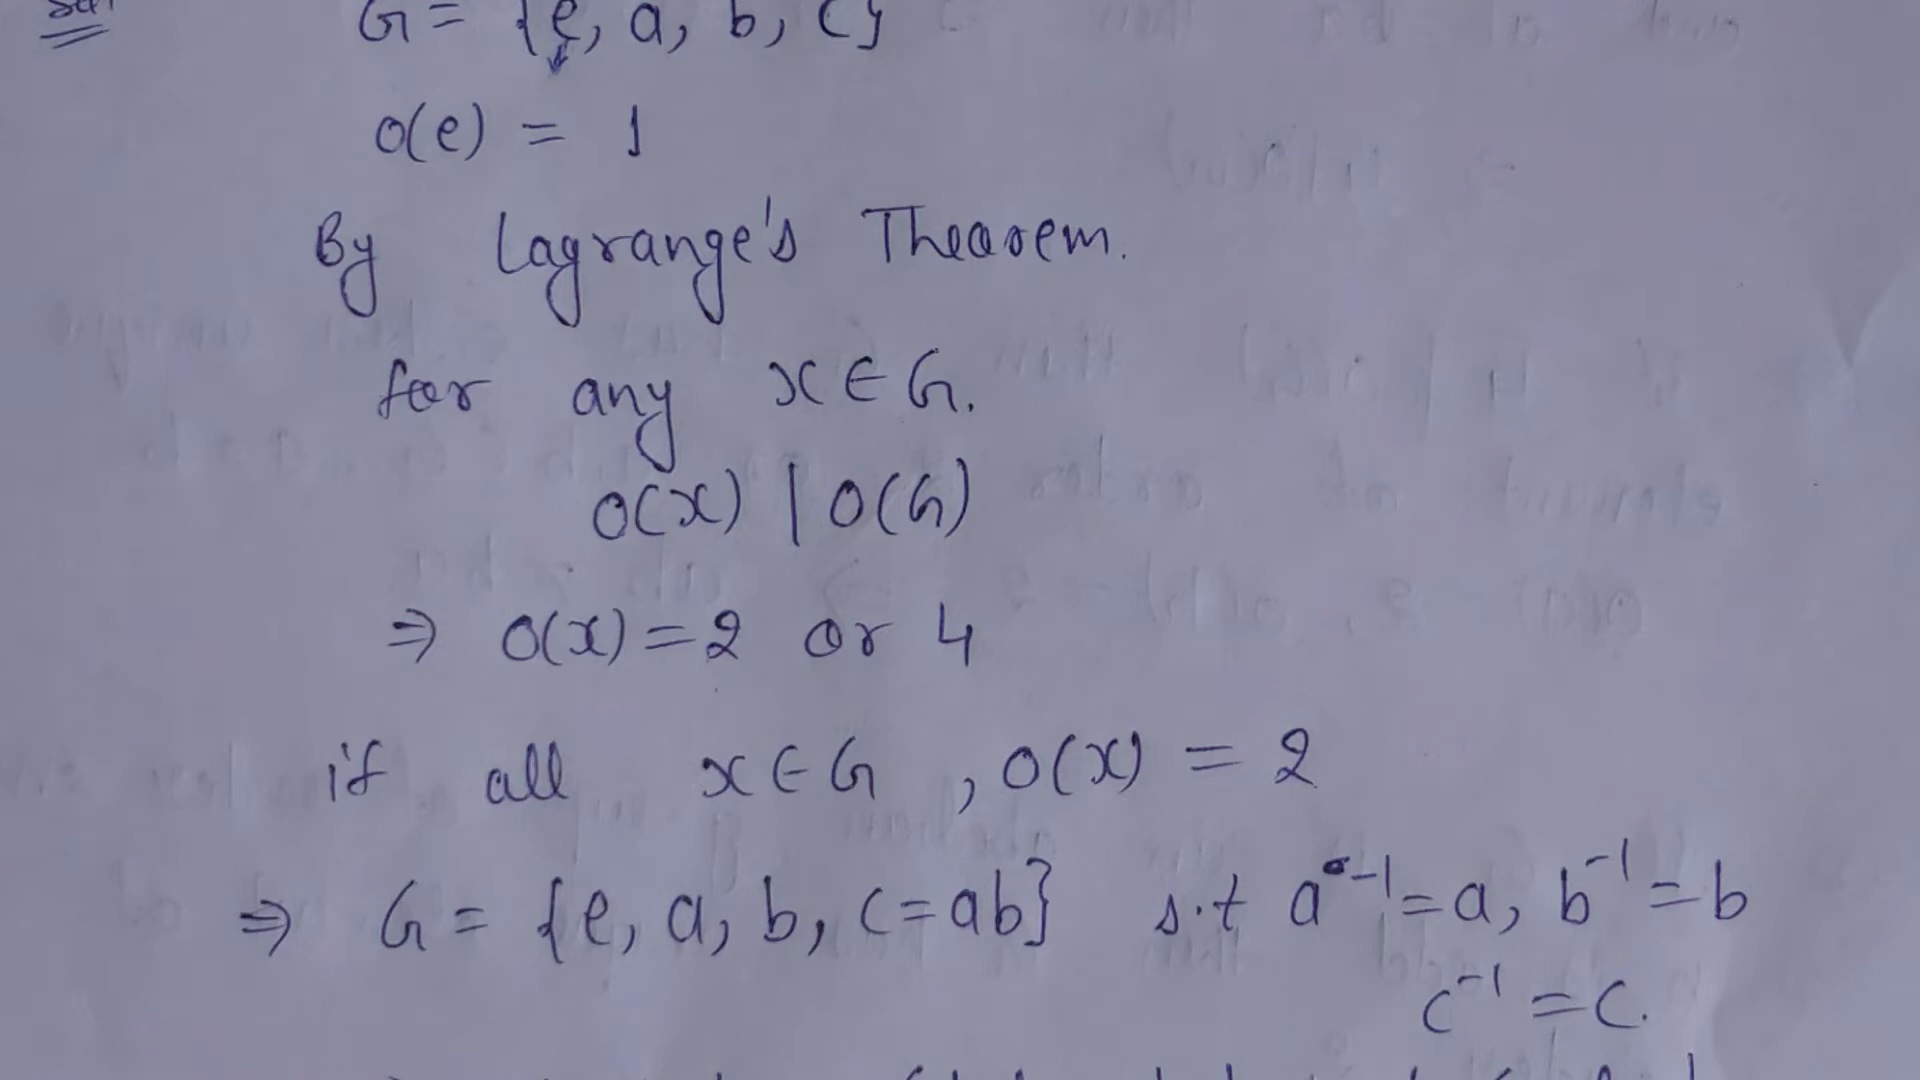 G = {e, a, b, c}
o(e) = 1
By Lagrange's Theorem.
for any x ∈ G.
o(x) | o(G)
⇒ o(x) = 2 or 4
if all x ∈ G , o(x) = 2
⇒ G = {e, a, b, c = ab} s.t a⁻¹ = a, b⁻¹ = b
c⁻¹ = c.